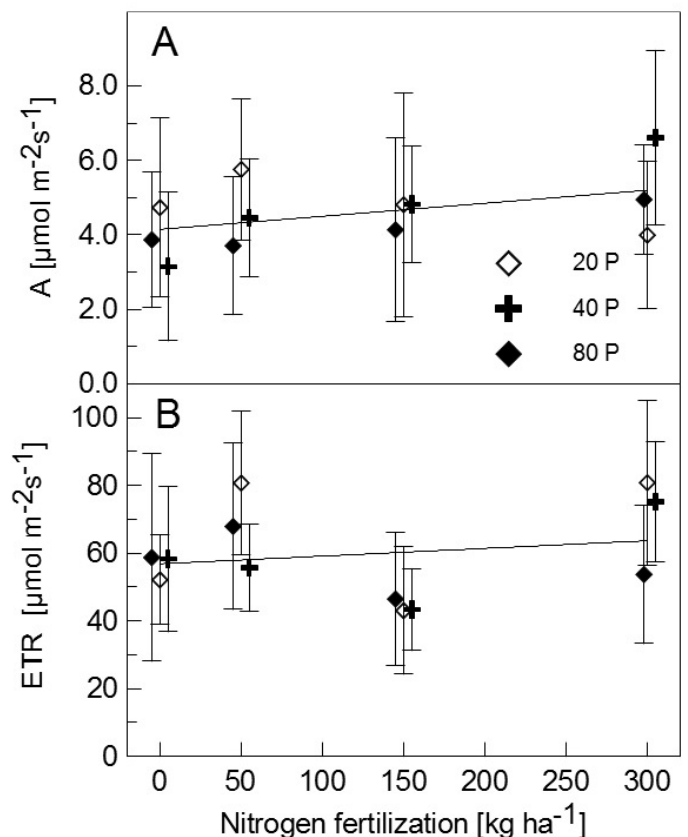 A
8.0
6.0
4.0
2.0
0.0
A [µmol m-2s-1]
20 P
40 P
80 P
B
100
80
60
40
20
0
ETR [µmol m-2s-1]
0 50 100 150 200 250 300
Nitrogen fertilization [kg ha-1]